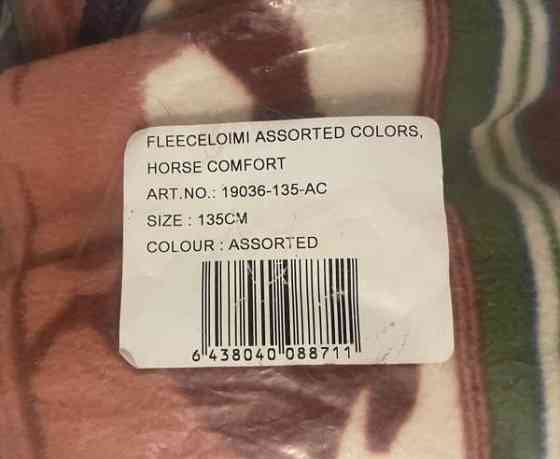 FLEECELOIMI ASSORTED COLORS,
HORSE COMFORT
ART.NO.: 19036-135-AC
SIZE : 135CM
COLOUR : ASSORTED
6 438040 088711